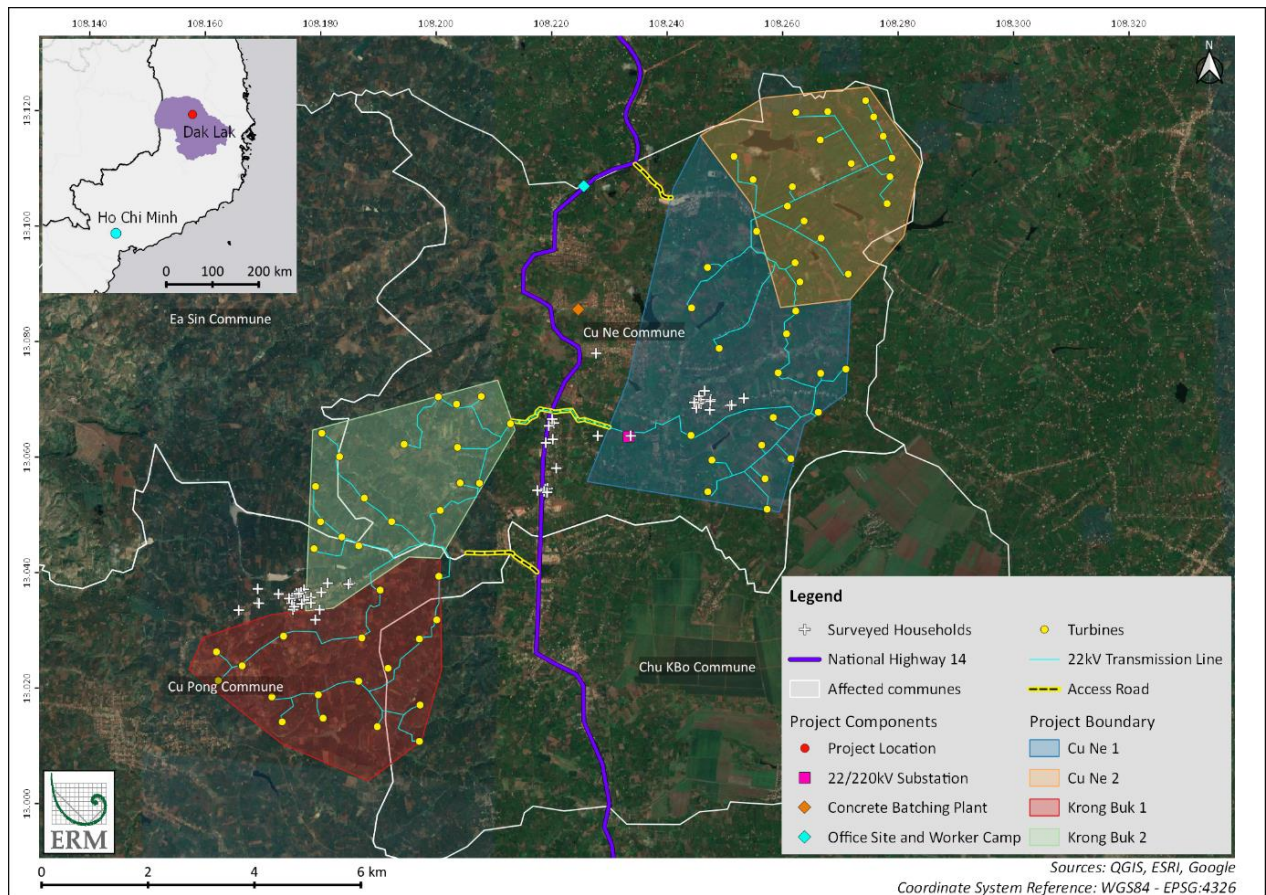 108.140 108.160 108.180 108.200 108.220 108.240 108.260 108.280 108.300 108.320
N
13.120
13.100
13.080
13.060
13.040
13.020
13.000
Dak Lak
Ho Chi Minh
0 100 200 km
Ea Sin Commune
Cu Ne Commune
Chu KBo Commune
Cu Pong Commune
Legend
Surveyed Households
National Highway 14
Affected communes
Turbines
22kV Transmission Line
Access Road
Project Components
Project Location
22/220kV Substation
Concrete Batching Plant
Office Site and Worker Camp
Project Boundary
Cu Ne 1
Cu Ne 2
Krong Buk 1
Krong Buk 2
ERM
0 2 4 6 km
Sources: QGIS, ESRI, Google
Coordinate System Reference: WGS84 - EPSG:4326